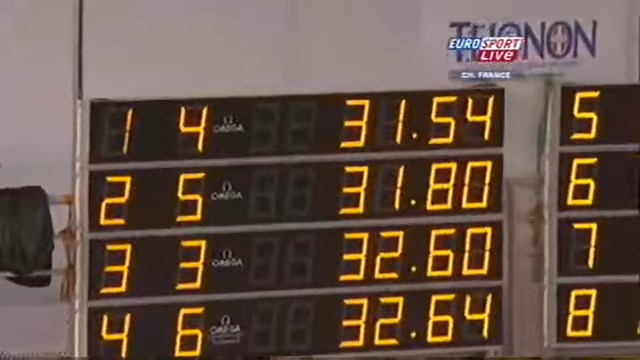 THONON
EUROSPORT
LIVE
CH. FRANCE
1 4 OMEGA 31.54 5
2 5 OMEGA 31.80 6
3 3 OMEGA 32.60 7
4 6 OMEGA 32.64 8